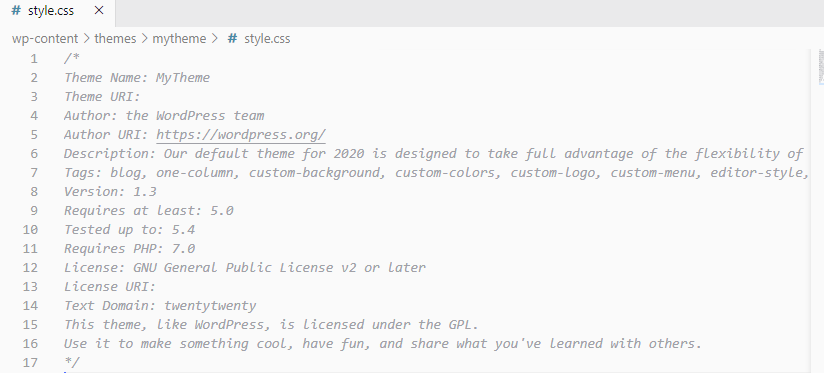 # style.css ×
wp-content > themes > mytheme > # style.css
1 /*
2 Theme Name: MyTheme
3 Theme URI:
4 Author: the WordPress team
5 Author URI: https://wordpress.org/
6 Description: Our default theme for 2020 is designed to take full advantage of the flexibility of
7 Tags: blog, one-column, custom-background, custom-colors, custom-logo, custom-menu, editor-style,
8 Version: 1.3
9 Requires at least: 5.0
10 Tested up to: 5.4
11 Requires PHP: 7.0
12 License: GNU General Public License v2 or later
13 License URI:
14 Text Domain: twentytwenty
15 This theme, like WordPress, is licensed under the GPL.
16 Use it to make something cool, have fun, and share what you've learned with others.
17 */